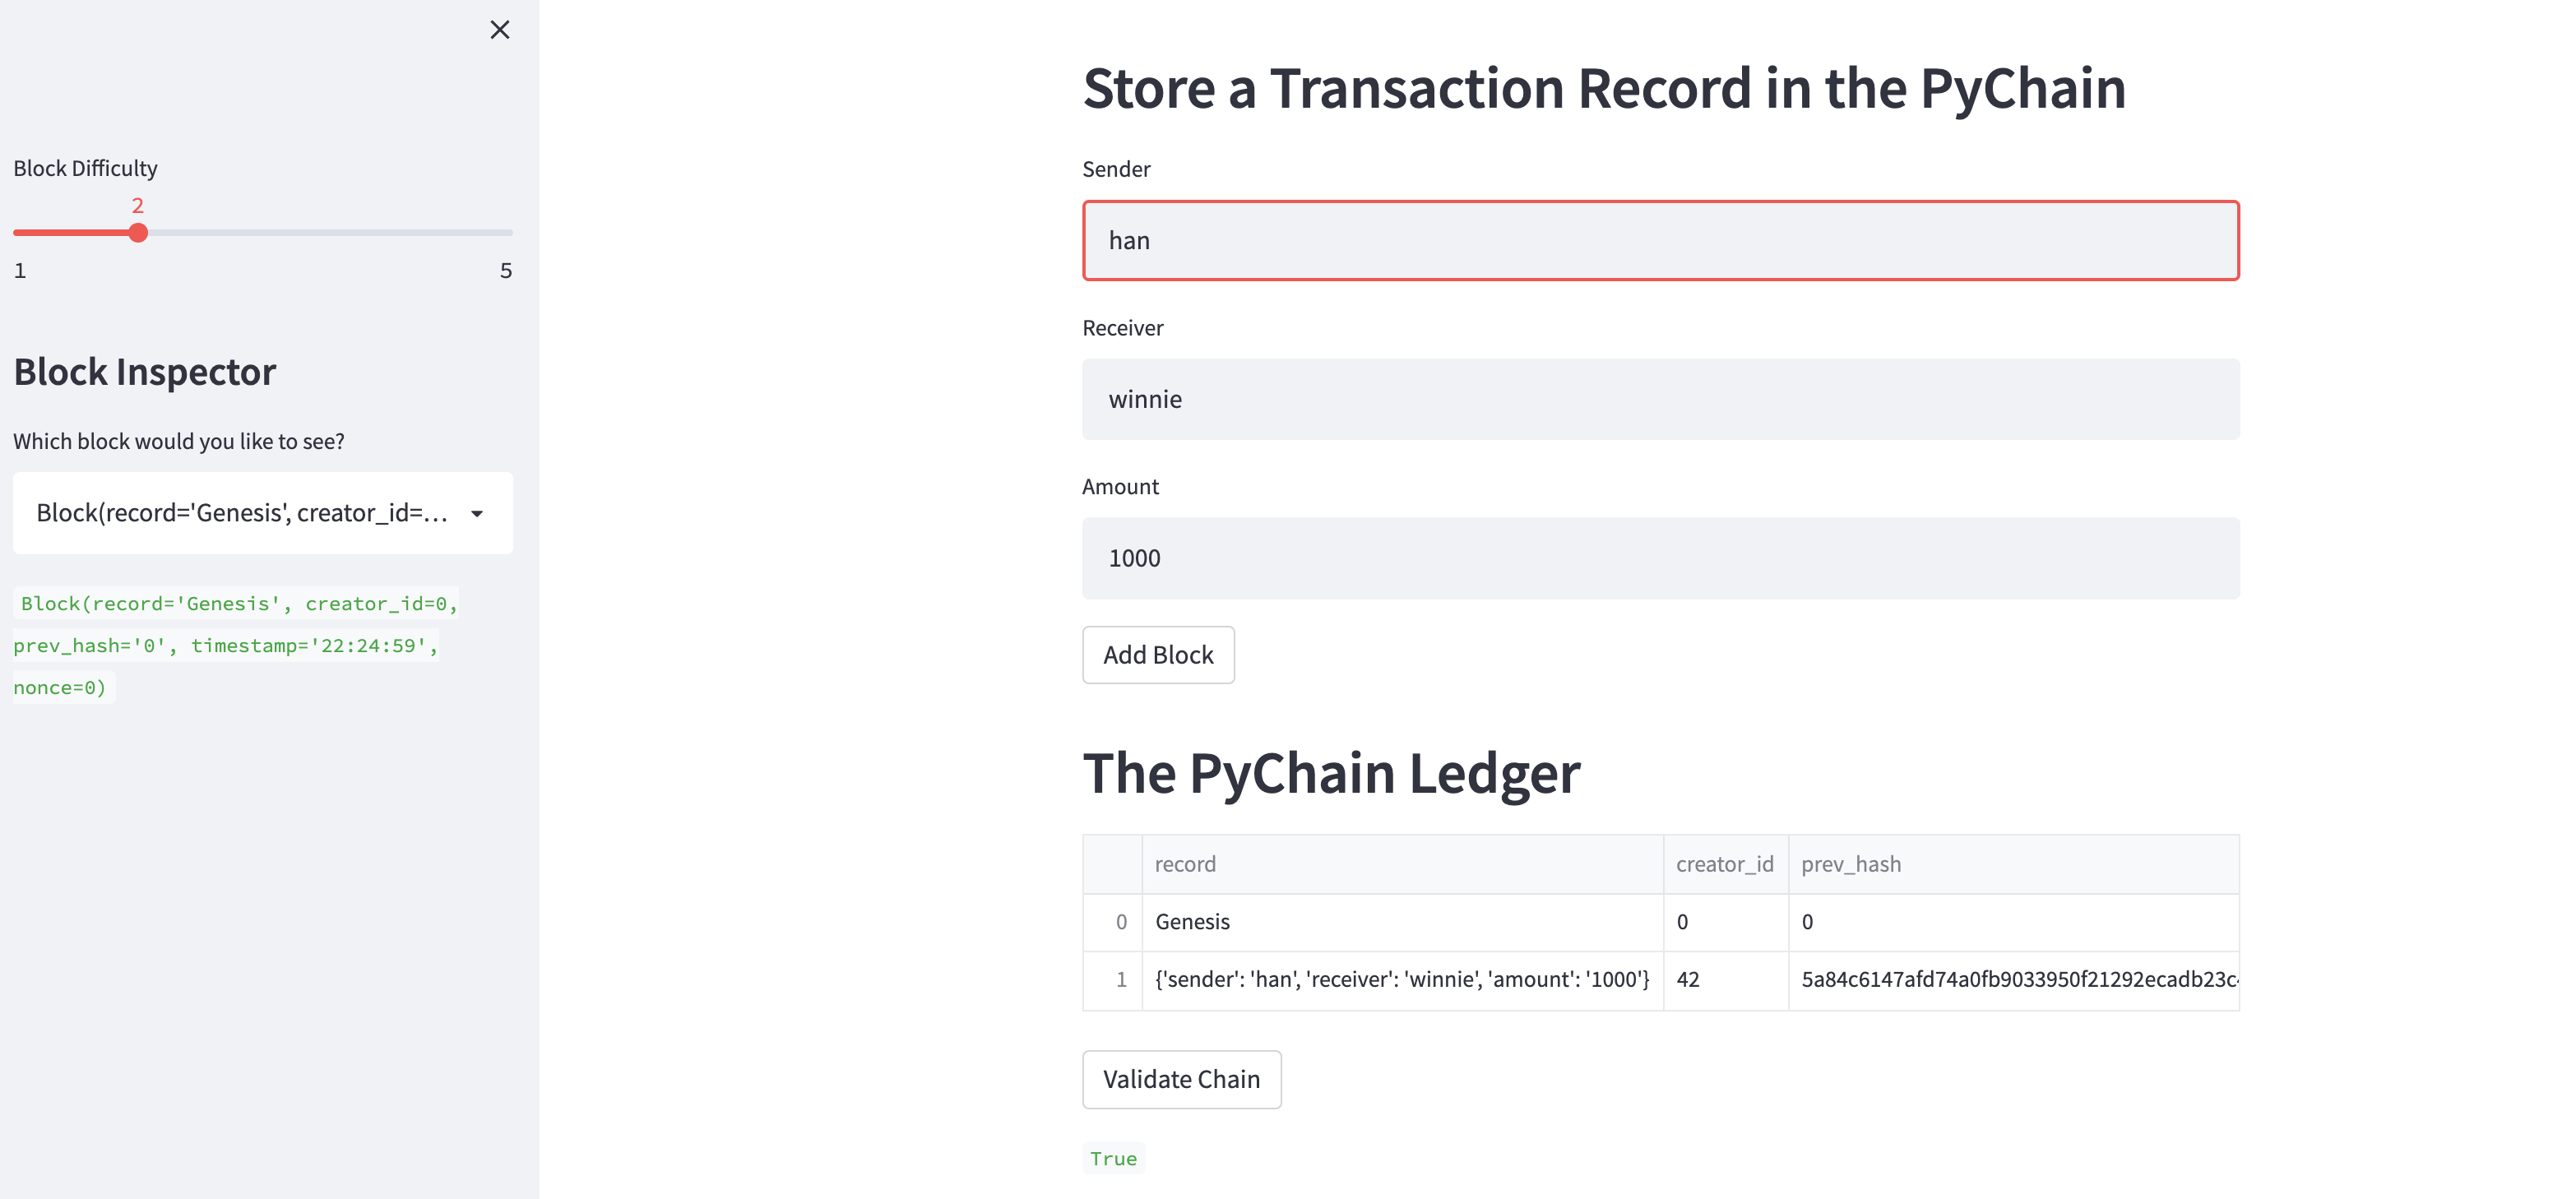 Block Difficulty
2
1 5
Block Inspector
Which block would you like to see?
Block(record='Genesis', creator_id=...
Block(record='Genesis', creator_id=0,
prev_hash='0', timestamp='22:24:59',
nonce=0)
Store a Transaction Record in the PyChain
Sender
han
Receiver
winnie
Amount
1000
Add Block
The PyChain Ledger
record creator_id prev_hash
0 Genesis 0 0
1 {'sender': 'han', 'receiver': 'winnie', 'amount': '1000'} 42 5a84c6147afd74a0fb9033950f21292ecadb23c
Validate Chain
True